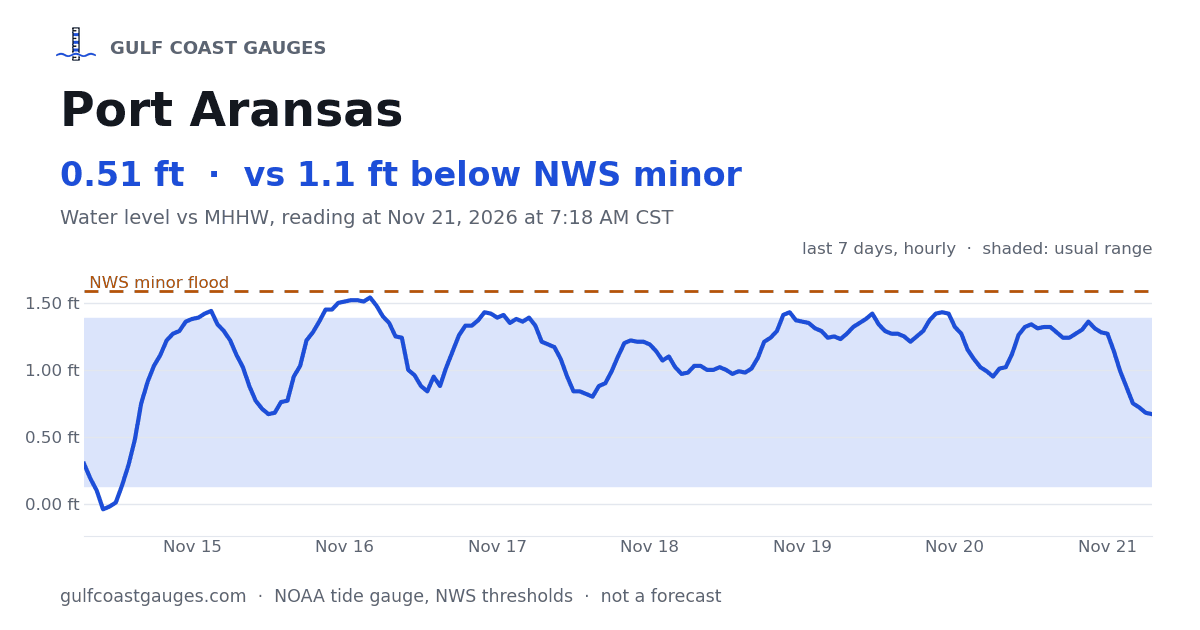 GULF COAST GAUGES
Port Aransas
0.51 ft · vs 1.1 ft below NWS minor
Water level vs MHHW, reading at Nov 21, 2026 at 7:18 AM CST
last 7 days, hourly · shaded: usual range
NWS minor flood
1.50 ft
1.00 ft
0.50 ft
0.00 ft
Nov 15 Nov 16 Nov 17 Nov 18 Nov 19 Nov 20 Nov 21
gulfcoastgauges.com · NOAA tide gauge, NWS thresholds · not a forecast